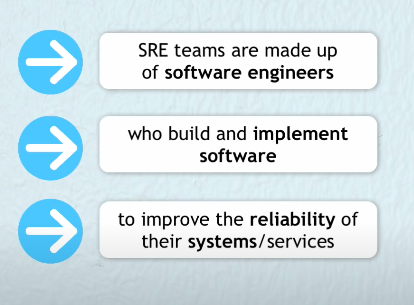 SRE teams are made up
of software engineers
who build and implement
software
to improve the reliability of
their systems/services